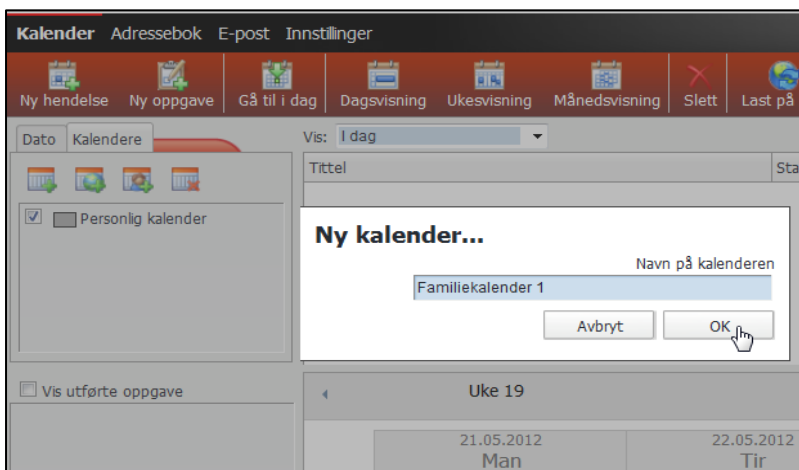 Kalender Adressebok E-post Innstillinger
Ny hendelse Ny oppgave Gå til i dag Dagsvisning Ukesvisning Månedsvisning Slett Last på
Dato Kalendere Vis: I dag
Tittel Sta
Personlig kalender
Ny kalender...
Navn på kalenderen
Familiekalender 1
Avbryt OK
Vis utførte oppgave
Uke 19
21.05.2012 22.05.2012
Man Tir